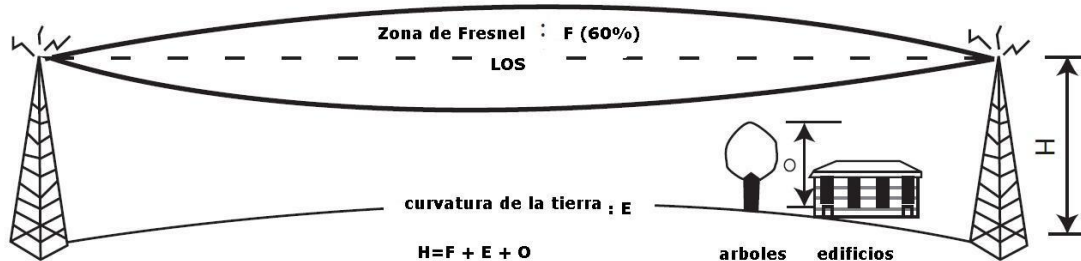 Zona de Fresnel : F (60%)
LOS
O
H
curvatura de la tierra : E
H=F + E + O
arboles edificios